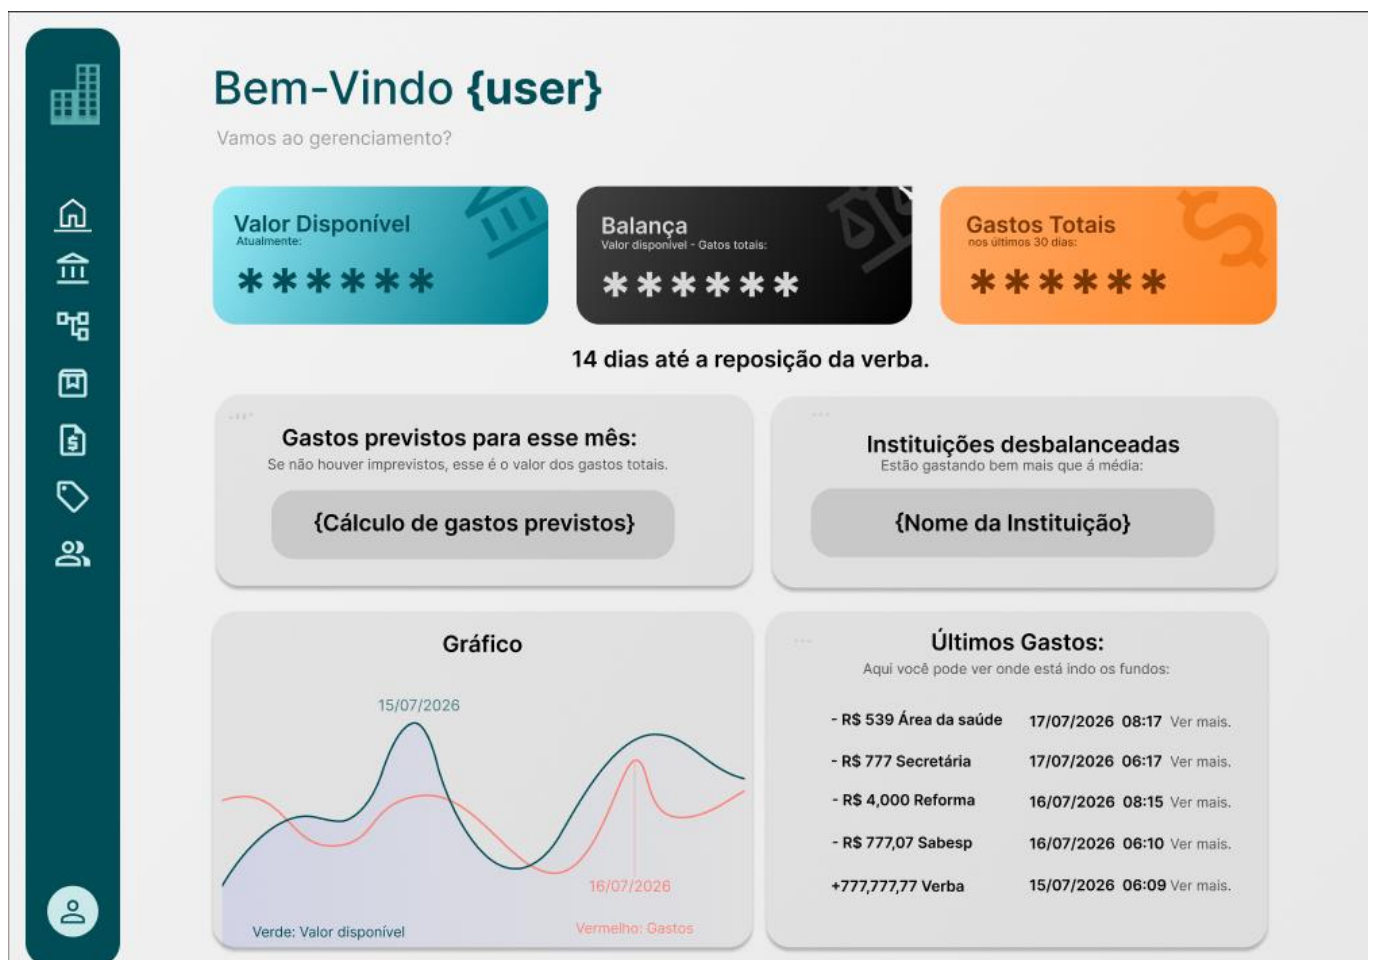 Bem-Vindo {user}
Vamos ao gerenciamento?
Valor Disponível
Atualmente:
******
Balança
Valor disponível - Gatos totais:
******
Gastos Totais
nos últimos 30 dias:
******
14 dias até a reposição da verba.
Gastos previstos para esse mês:
Se não houver imprevistos, esse é o valor dos gastos totais.
{Cálculo de gastos previstos}
Instituições desbalanceadas
Estão gastando bem mais que á média:
{Nome da Instituição}
Gráfico
15/07/2026
16/07/2026
Verde: Valor disponível
Vermelho: Gastos
Últimos Gastos:
Aqui você pode ver onde está indo os fundos:
- R$ 539 Área da saúde 17/07/2026 08:17 Ver mais.
- R$ 777 Secretária 17/07/2026 06:17 Ver mais.
- R$ 4,000 Reforma 16/07/2026 08:15 Ver mais.
- R$ 777,07 Sabesp 16/07/2026 06:10 Ver mais.
+777,777,77 Verba 15/07/2026 06:09 Ver mais.